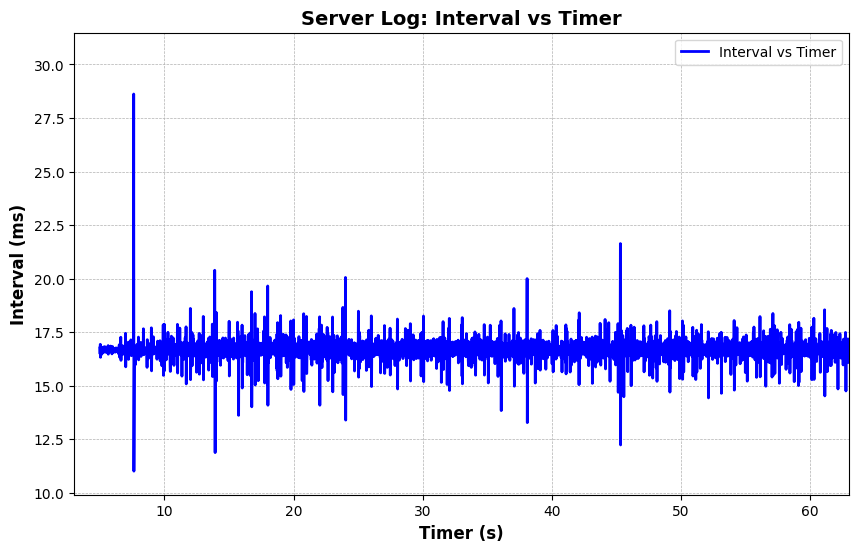 Server Log: Interval vs Timer
Interval vs Timer
30.0
27.5
25.0
22.5
20.0
17.5
15.0
12.5
10.0
Interval (ms)
10 20 30 40 50 60
Timer (s)